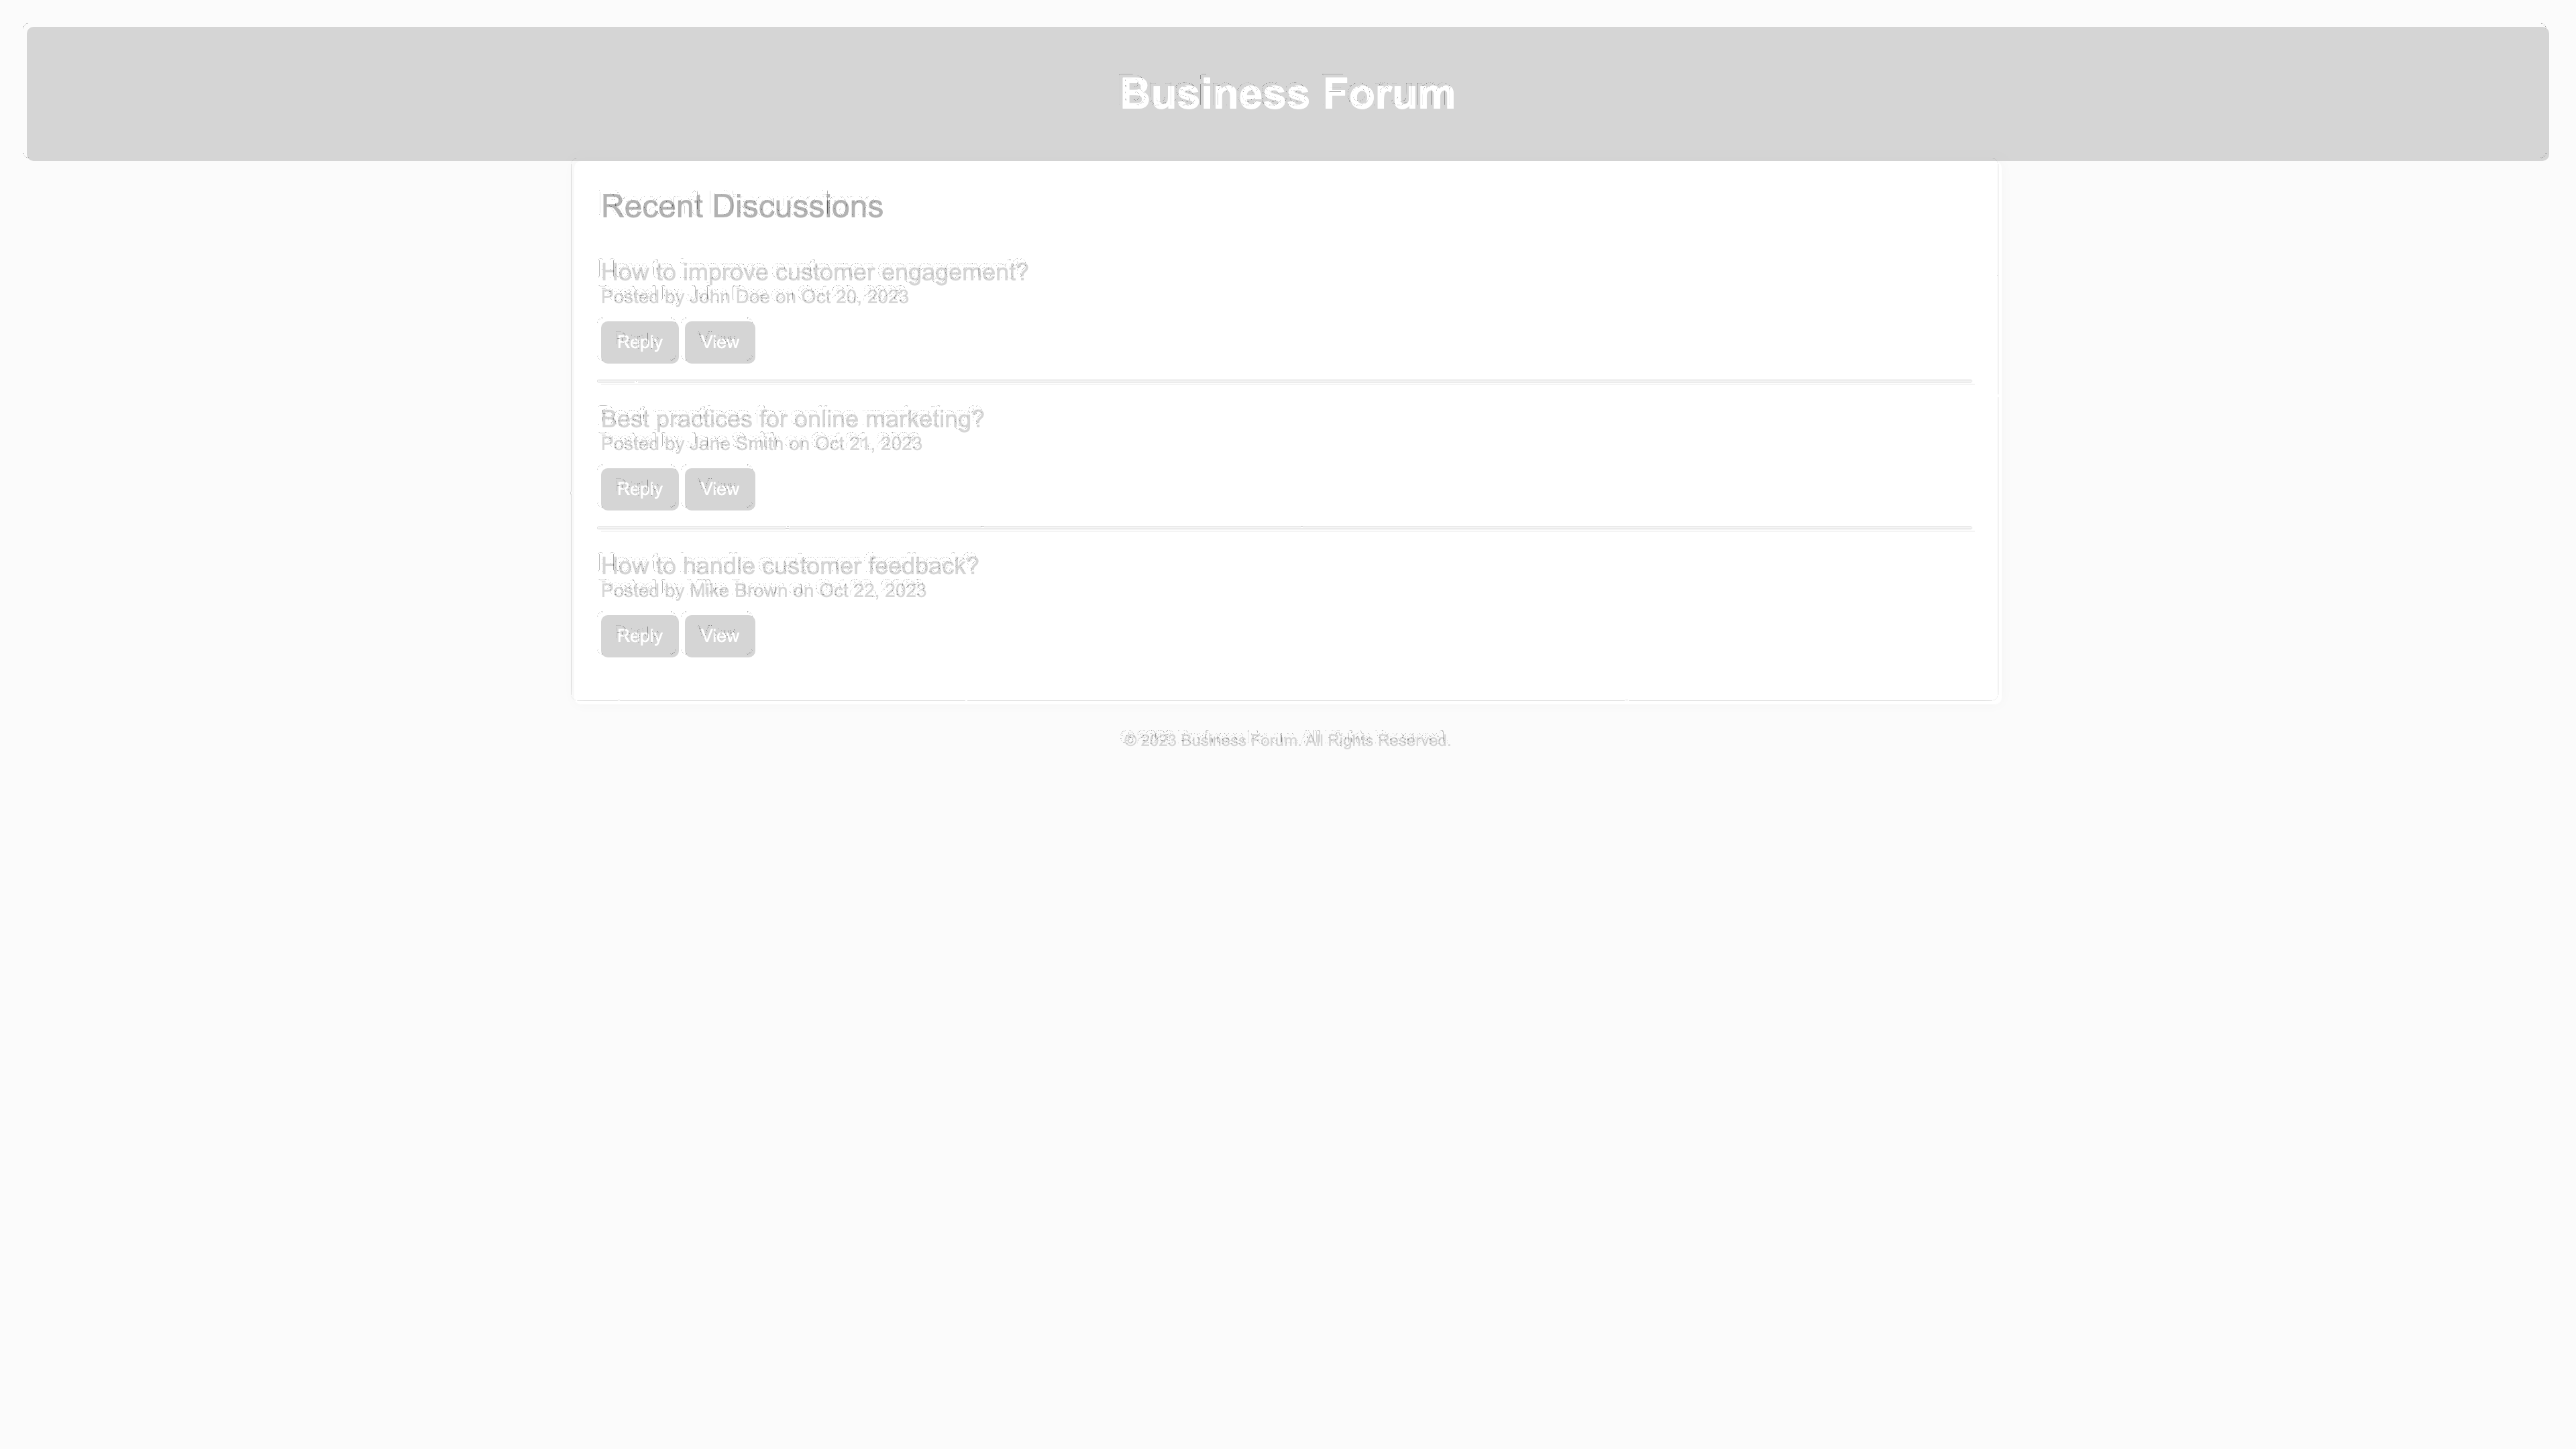 Business Forum
Recent Discussions
How to improve customer engagement?
Posted by John Doe on Oct 20, 2023
Reply View
Best practices for online marketing?
Posted by Jane Smith on Oct 21, 2023
Reply View
How to handle customer feedback?
Posted by Mike Brown on Oct 22, 2023
Reply View
© 2023 Business Forum. All Rights Reserved.